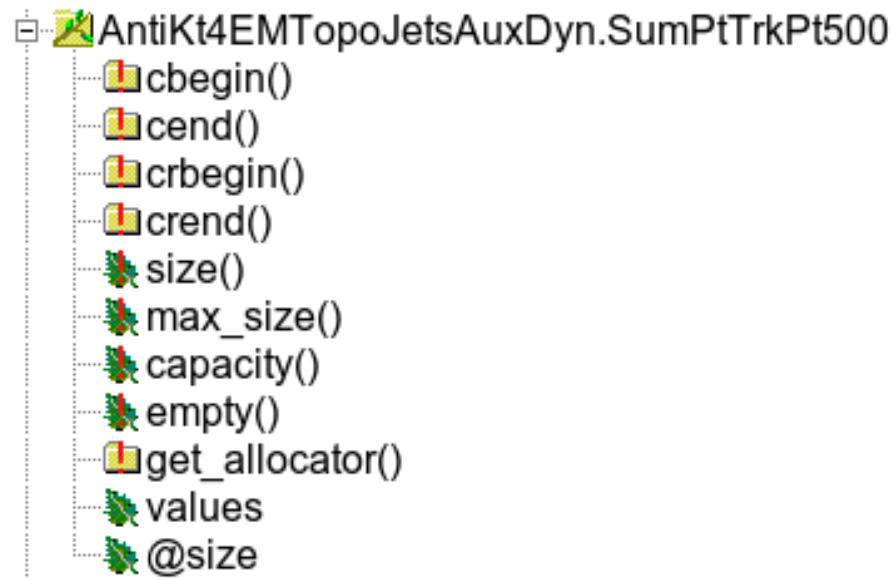 AntiKt4EMTopoJetsAuxDyn.SumPtTrkPt500
cbegin()
cend()
crbegin()
crend()
size()
max_size()
capacity()
empty()
get_allocator()
values
@size